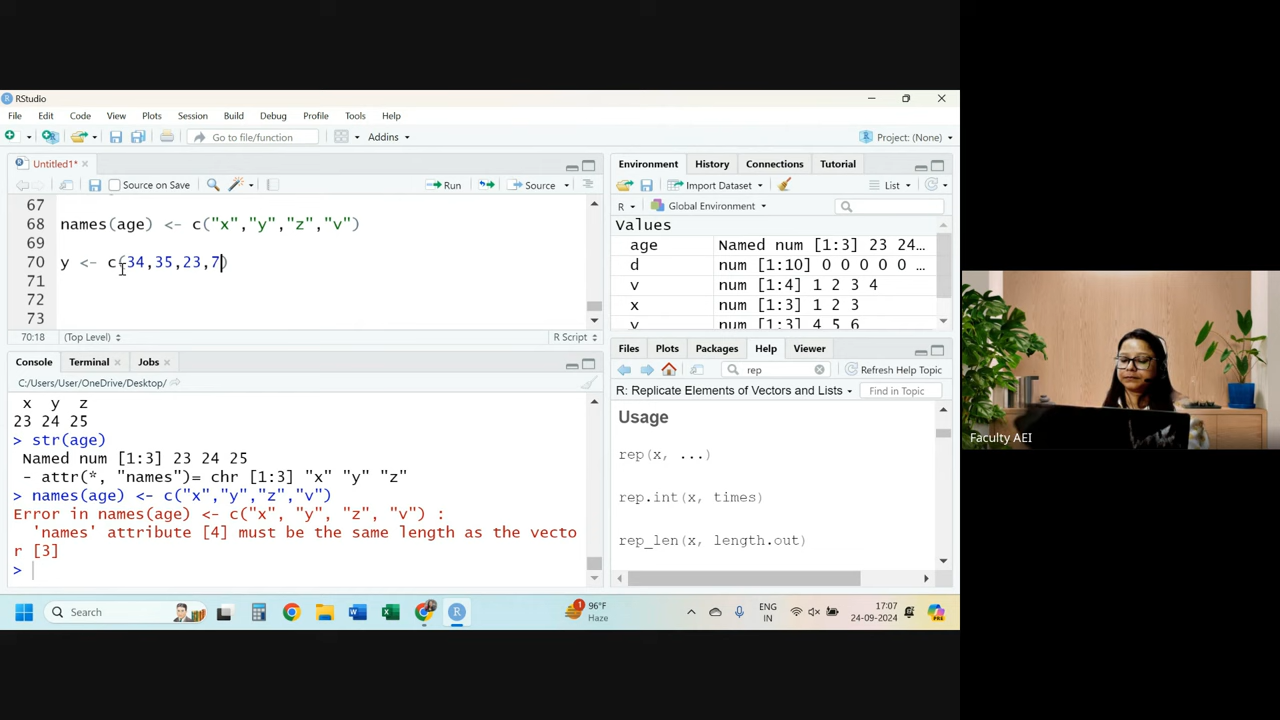 RStudio
File Edit Code View Plots Session Build Debug Profile Tools Help
Go to file/function Addins Project: (None)
Untitled1*
Source on Save Run Source
67
68 names(age) <- c("x","y","z","v")
69
70 y <- c(34,35,23,7)
71
72
73
70:18 (Top Level) R Script
Console Terminal Jobs
C:/Users/User/OneDrive/Desktop/
x y z
23 24 25
> str(age)
Named num [1:3] 23 24 25
- attr(*, "names")= chr [1:3] "x" "y" "z"
> names(age) <- c("x","y","z","v")
Error in names(age) <- c("x", "y", "z", "v") :
'names' attribute [4] must be the same length as the vecto
r [3]
>
Environment History Connections Tutorial
Import Dataset List
R Global Environment
Values
age Named num [1:3] 23 24…
d num [1:10] 0 0 0 0 0 …
v num [1:4] 1 2 3 4
x num [1:3] 1 2 3
y num [1:3] 4 5 6
Files Plots Packages Help Viewer
rep Refresh Help Topic
R: Replicate Elements of Vectors and Lists Find in Topic
Usage
rep(x, ...)
rep.int(x, times)
rep_len(x, length.out)
Faculty AEI
Search
96°F
Haze
ENG
IN
17:07
24-09-2024